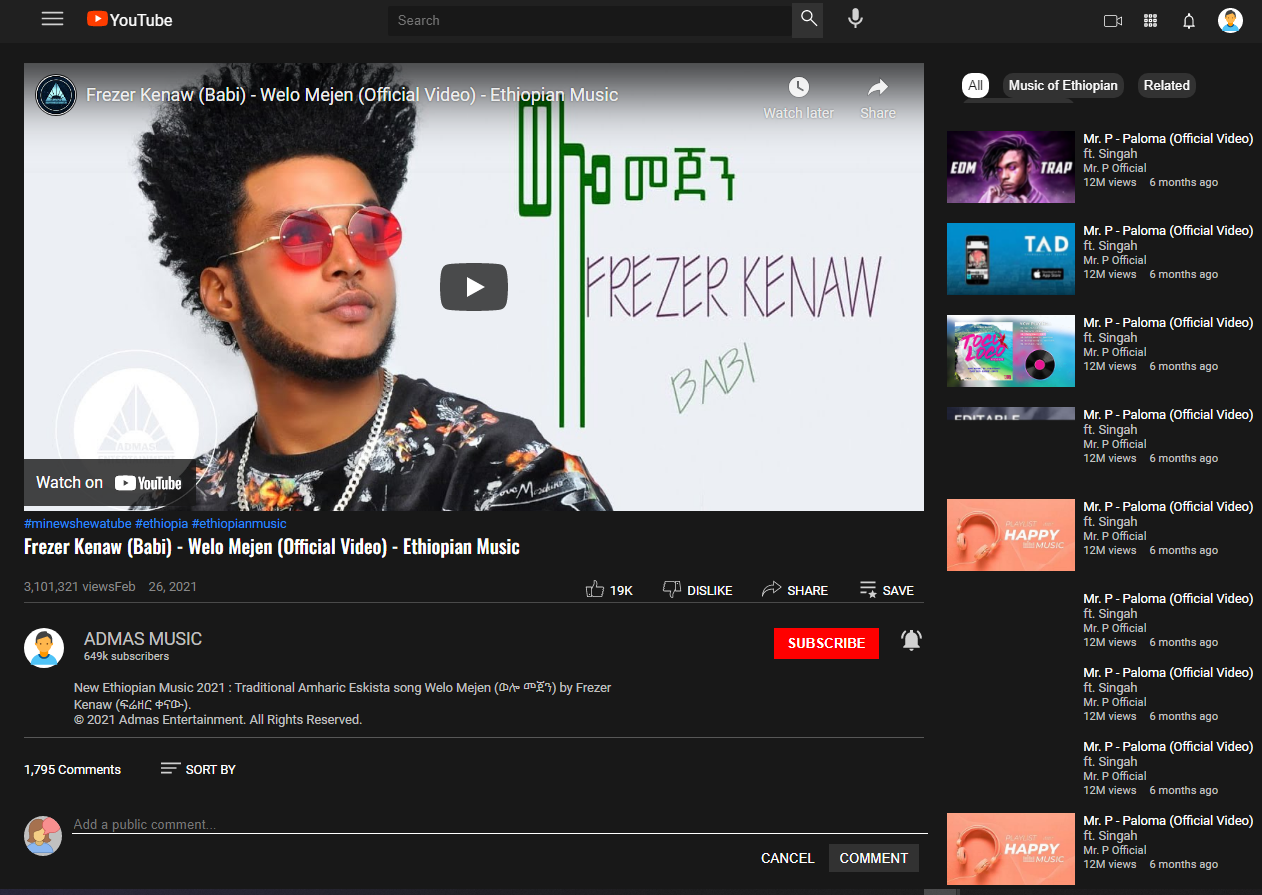 YouTube
Search
Frezer Kenaw (Babi) - Welo Mejen (Official Video) - Ethiopian Music
Watch later
Share
ወሎ መጀን
FREZER KENAW
BABI
ADMAS
Watch on YouTube
#minewshewatube #ethiopia #ethiopianmusic
Frezer Kenaw (Babi) - Welo Mejen (Official Video) - Ethiopian Music
3,101,321 viewsFeb 26, 2021
19K
DISLIKE
SHARE
SAVE
ADMAS MUSIC
649k subscribers
SUBSCRIBE
New Ethiopian Music 2021 : Traditional Amharic Eskista song Welo Mejen (ወሎ መጀን) by Frezer
Kenaw (ፍሬዘር ቀናው).
© 2021 Admas Entertainment. All Rights Reserved.
1,795 Comments
SORT BY
Add a public comment...
CANCEL
COMMENT
All
Music of Ethiopian
Related
EDM TRAP
Mr. P - Paloma (Official Video)
ft. Singah
Mr. P Official
12M views 6 months ago
TAD
App Store
Mr. P - Paloma (Official Video)
ft. Singah
Mr. P Official
12M views 6 months ago
TOCA
LOCO
Mr. P - Paloma (Official Video)
ft. Singah
Mr. P Official
12M views 6 months ago
EDITABLE
Mr. P - Paloma (Official Video)
ft. Singah
Mr. P Official
12M views 6 months ago
PLAYLIST
HAPPY
MUSIC
Mr. P - Paloma (Official Video)
ft. Singah
Mr. P Official
12M views 6 months ago
Mr. P - Paloma (Official Video)
ft. Singah
Mr. P Official
12M views 6 months ago
Mr. P - Paloma (Official Video)
ft. Singah
Mr. P Official
12M views 6 months ago
Mr. P - Paloma (Official Video)
ft. Singah
Mr. P Official
12M views 6 months ago
PLAYLIST
HAPPY
MUSIC
Mr. P - Paloma (Official Video)
ft. Singah
Mr. P Official
12M views 6 months ago